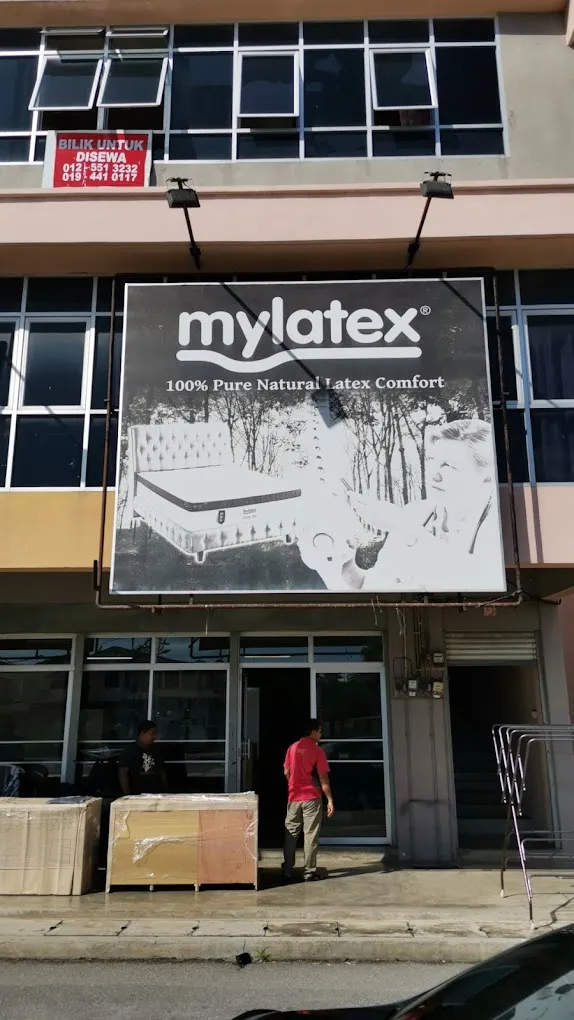 BILIK UNTUK
DISEWA
012-551 3232
019-441 0117
mylatex®
100% Pure Natural Latex Comfort